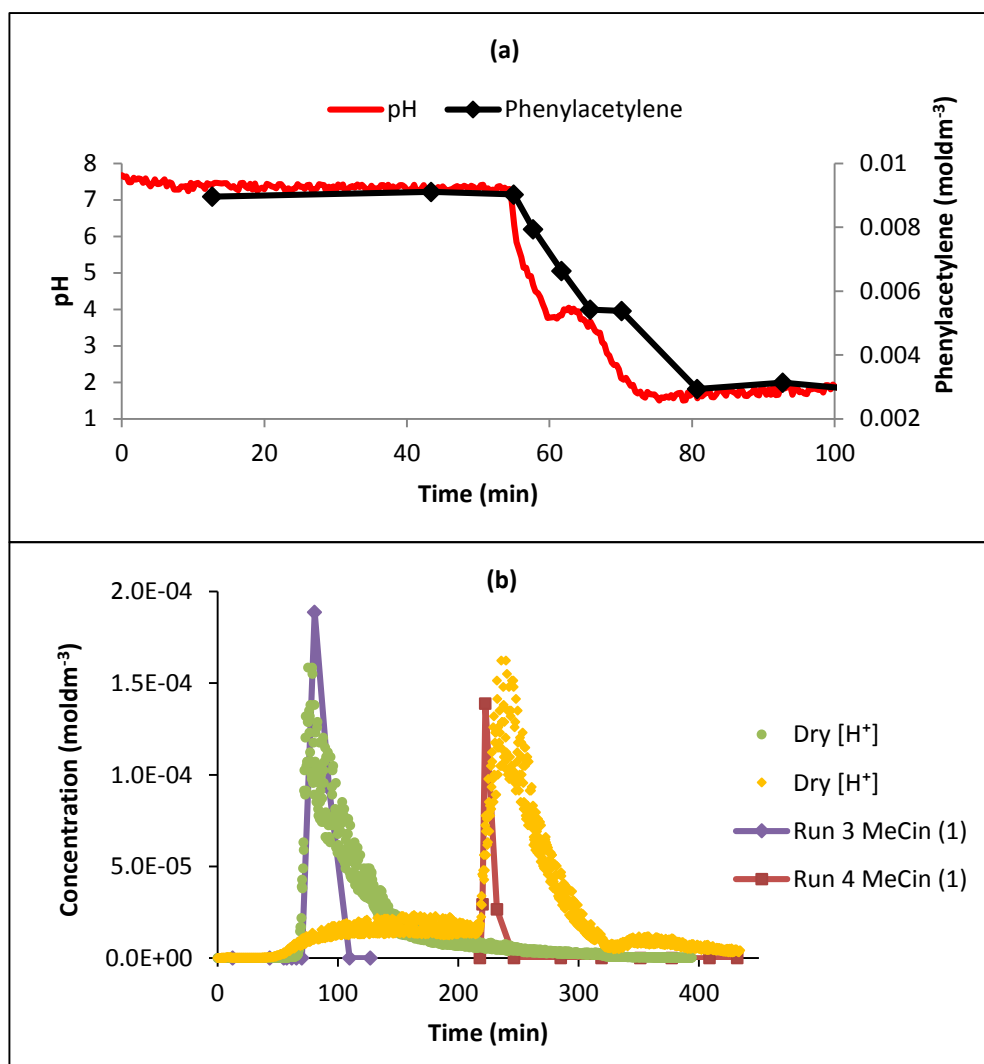 (a)
pH
Phenylacetylene
8
7
6
5
4
3
2
1
pH
0.01
0.008
0.006
0.004
0.002
Phenylacetylene (moldm⁻³)
0
20
40
60
80
100
Time (min)
(b)
2.0E-04
1.5E-04
1.0E-04
5.0E-05
0.0E+00
Concentration (moldm⁻³)
Dry [H⁺]
Dry [H⁺]
Run 3 MeCin (1)
Run 4 MeCin (1)
0
100
200
300
400
Time (min)